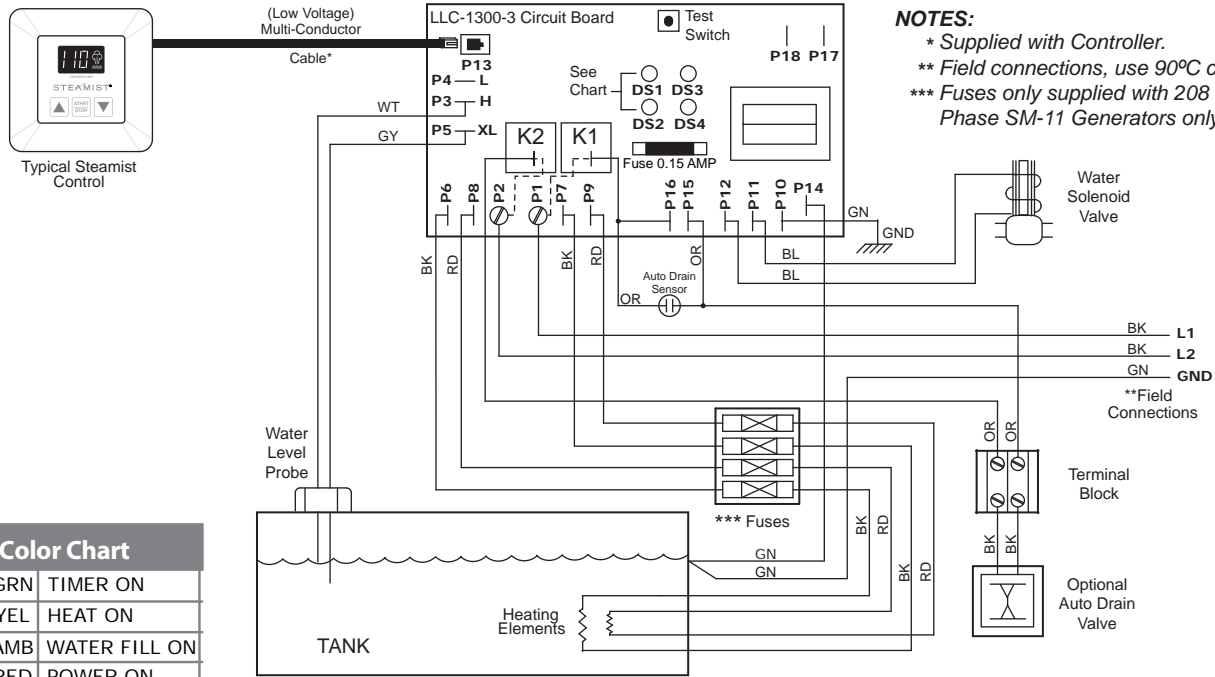 (Low Voltage)
Multi-Conductor
Cable*
110
STEAMIST
START
STOP
Typical Steamist
Control
LLC-1300-3 Circuit Board
Test
Switch
P18 P17
P13
P4 L
P3 H
P5 XL
WT
GY
See
Chart
DS1 DS3
DS2 DS4
K2 K1
Fuse 0.15 AMP
P6 P8 P2 P1 P7 P9 P16 P15 P12 P11 P10 P14
GN
GND
BK RD BK RD OR
BL
BL
Auto Drain
Sensor
OR
NOTES:
* Supplied with Controller.
** Field connections, use 90ºC
*** Fuses only supplied with 208
Phase SM-11 Generators only
Water
Solenoid
Valve
BK L1
BK L2
GN GND
**Field
Connections
OR OR
Terminal
Block
BK BK
Optional
Auto Drain
Valve
Water
Level
Probe
*** Fuses
BK RD
BK RD
GN
GN
Heating
Elements
TANK
Color Chart
GRN TIMER ON
YEL HEAT ON
AMB WATER FILL ON
RED POWER ON